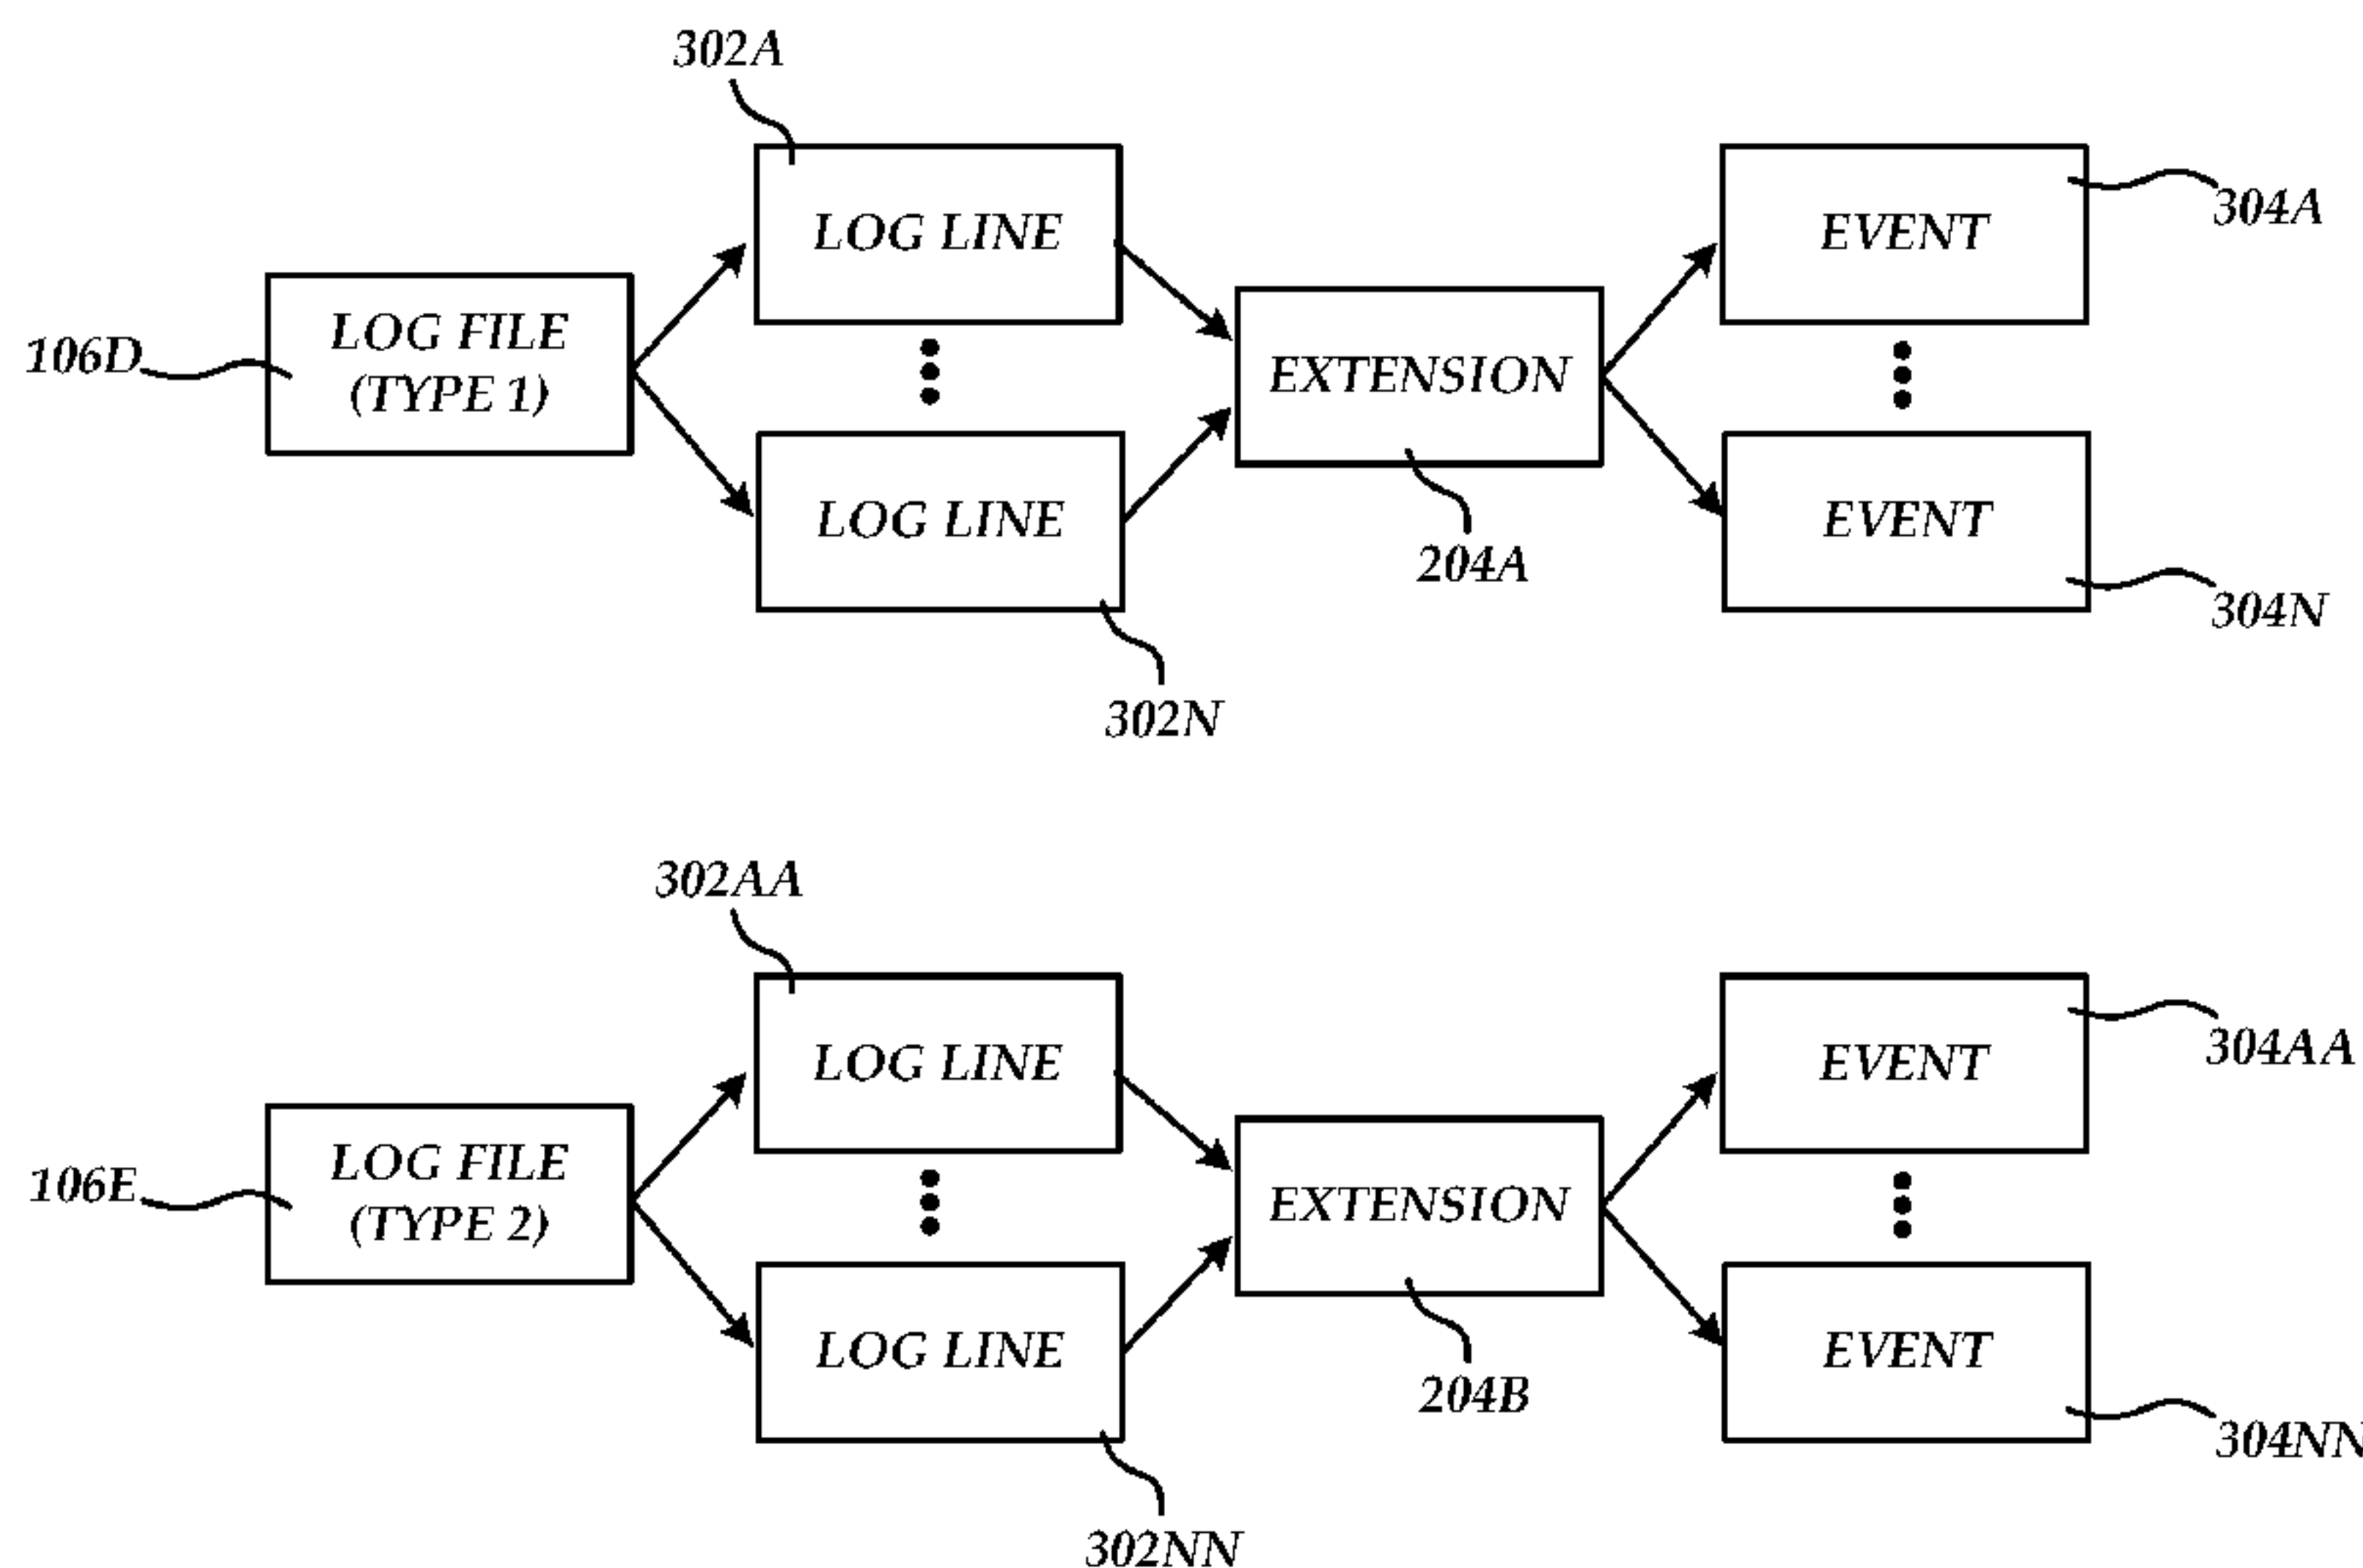 302A
LOG LINE
EVENT
304A
LOG FILE
(TYPE 1)
106D
EXTENSION
LOG LINE
EVENT
204A
304N
302N
302AA
LOG LINE
EVENT
304AA
LOG FILE
(TYPE 2)
106E
EXTENSION
LOG LINE
EVENT
204B
304NN
302NN